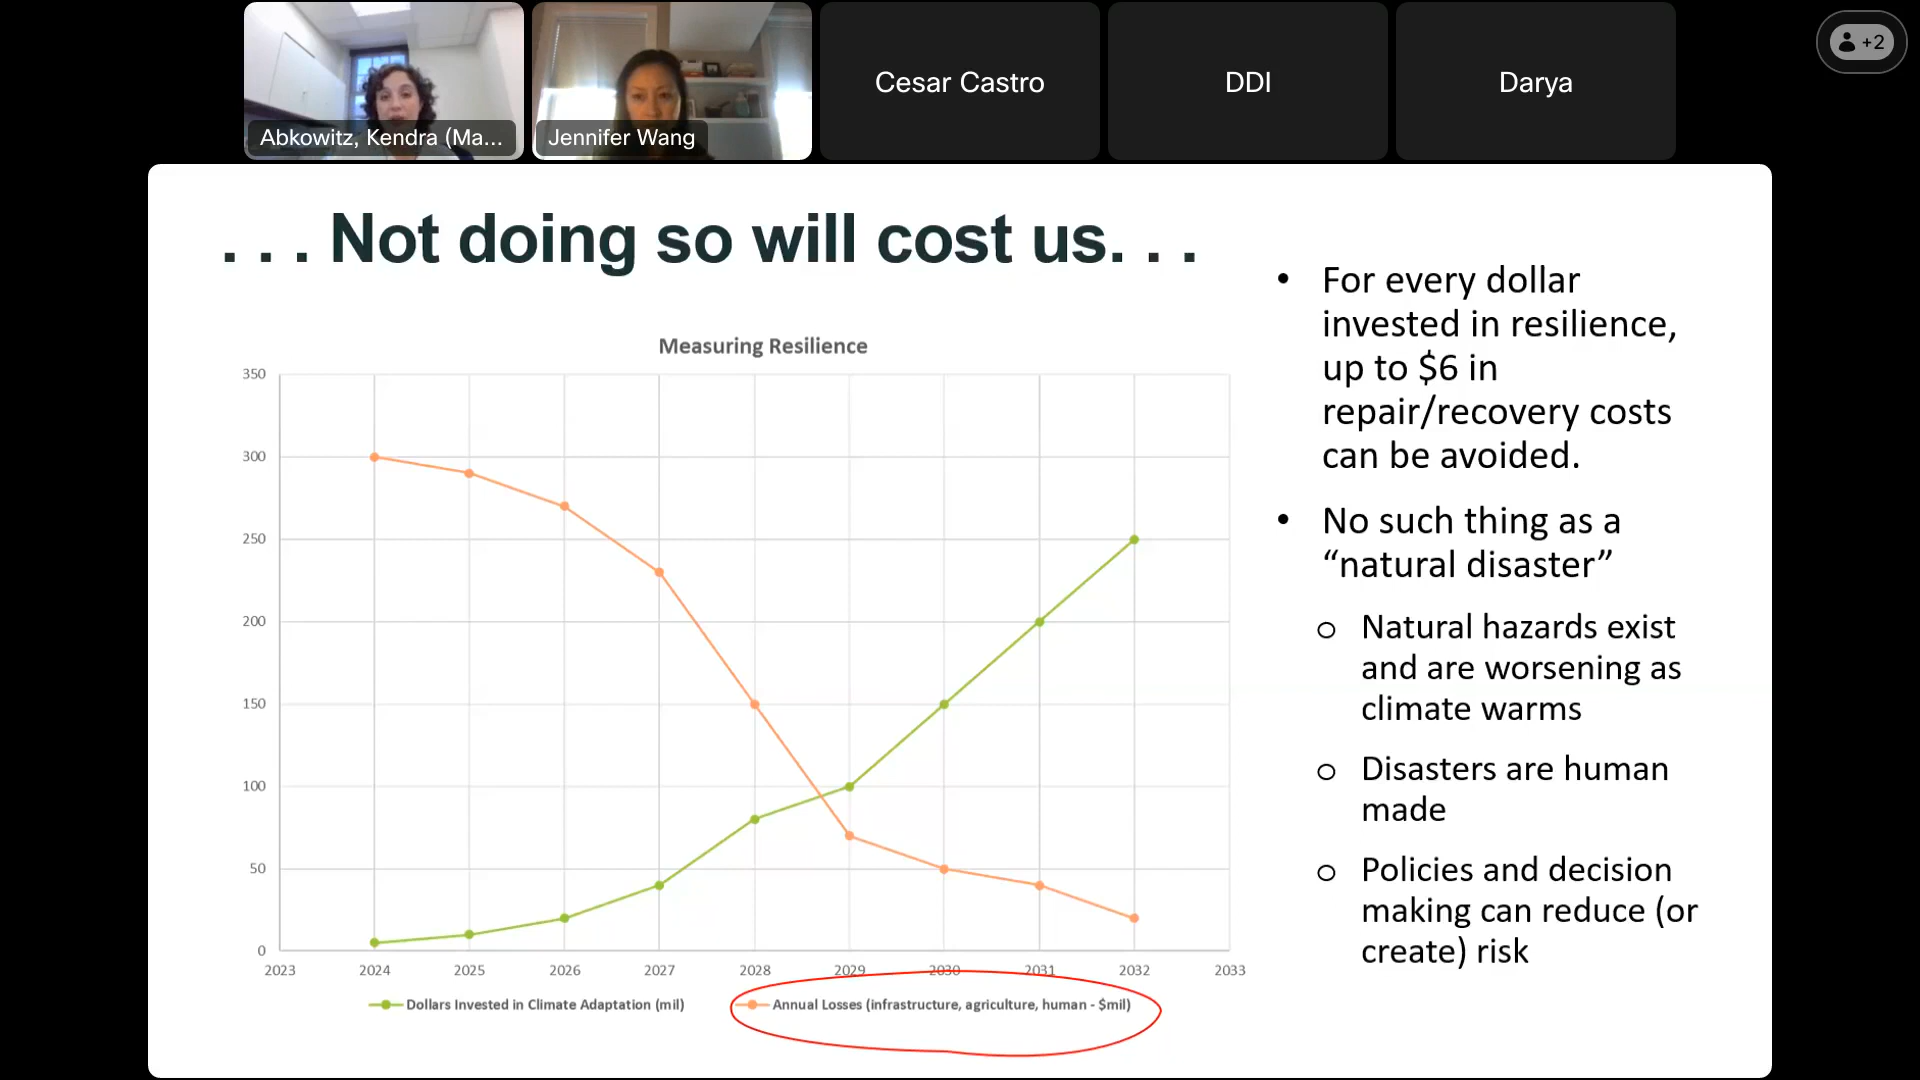 Abkowitz, Kendra (Ma...
Jennifer Wang
Cesar Castro
DDI
Darya
+2
. . . Not doing so will cost us. . .
Measuring Resilience
350
300
250
200
150
100
50
0
2023 2024 2025 2026 2027 2028 2029 2030 2031 2032 2033
Dollars Invested in Climate Adaptation (mil)
Annual Losses (infrastructure, agriculture, human - $mil)
• For every dollar
invested in resilience,
up to $6 in
repair/recovery costs
can be avoided.
• No such thing as a
“natural disaster”
o Natural hazards exist
and are worsening as
climate warms
o Disasters are human
made
o Policies and decision
making can reduce (or
create) risk